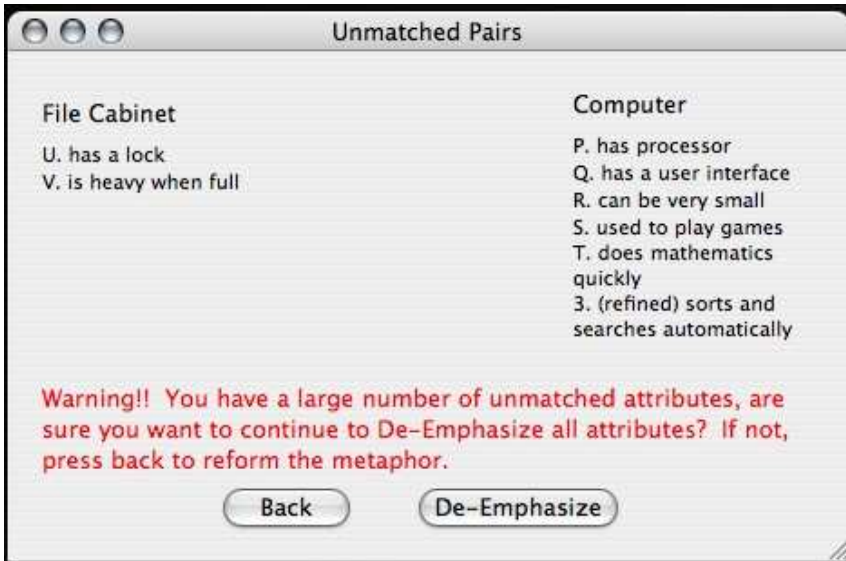 Unmatched Pairs
File Cabinet
U. has a lock
V. is heavy when full
Computer
P. has processor
Q. has a user interface
R. can be very small
S. used to play games
T. does mathematics
quickly
3. (refined) sorts and
searches automatically
Warning!! You have a large number of unmatched attributes, are
sure you want to continue to De-Emphasize all attributes? If not,
press back to reform the metaphor.
Back
De-Emphasize